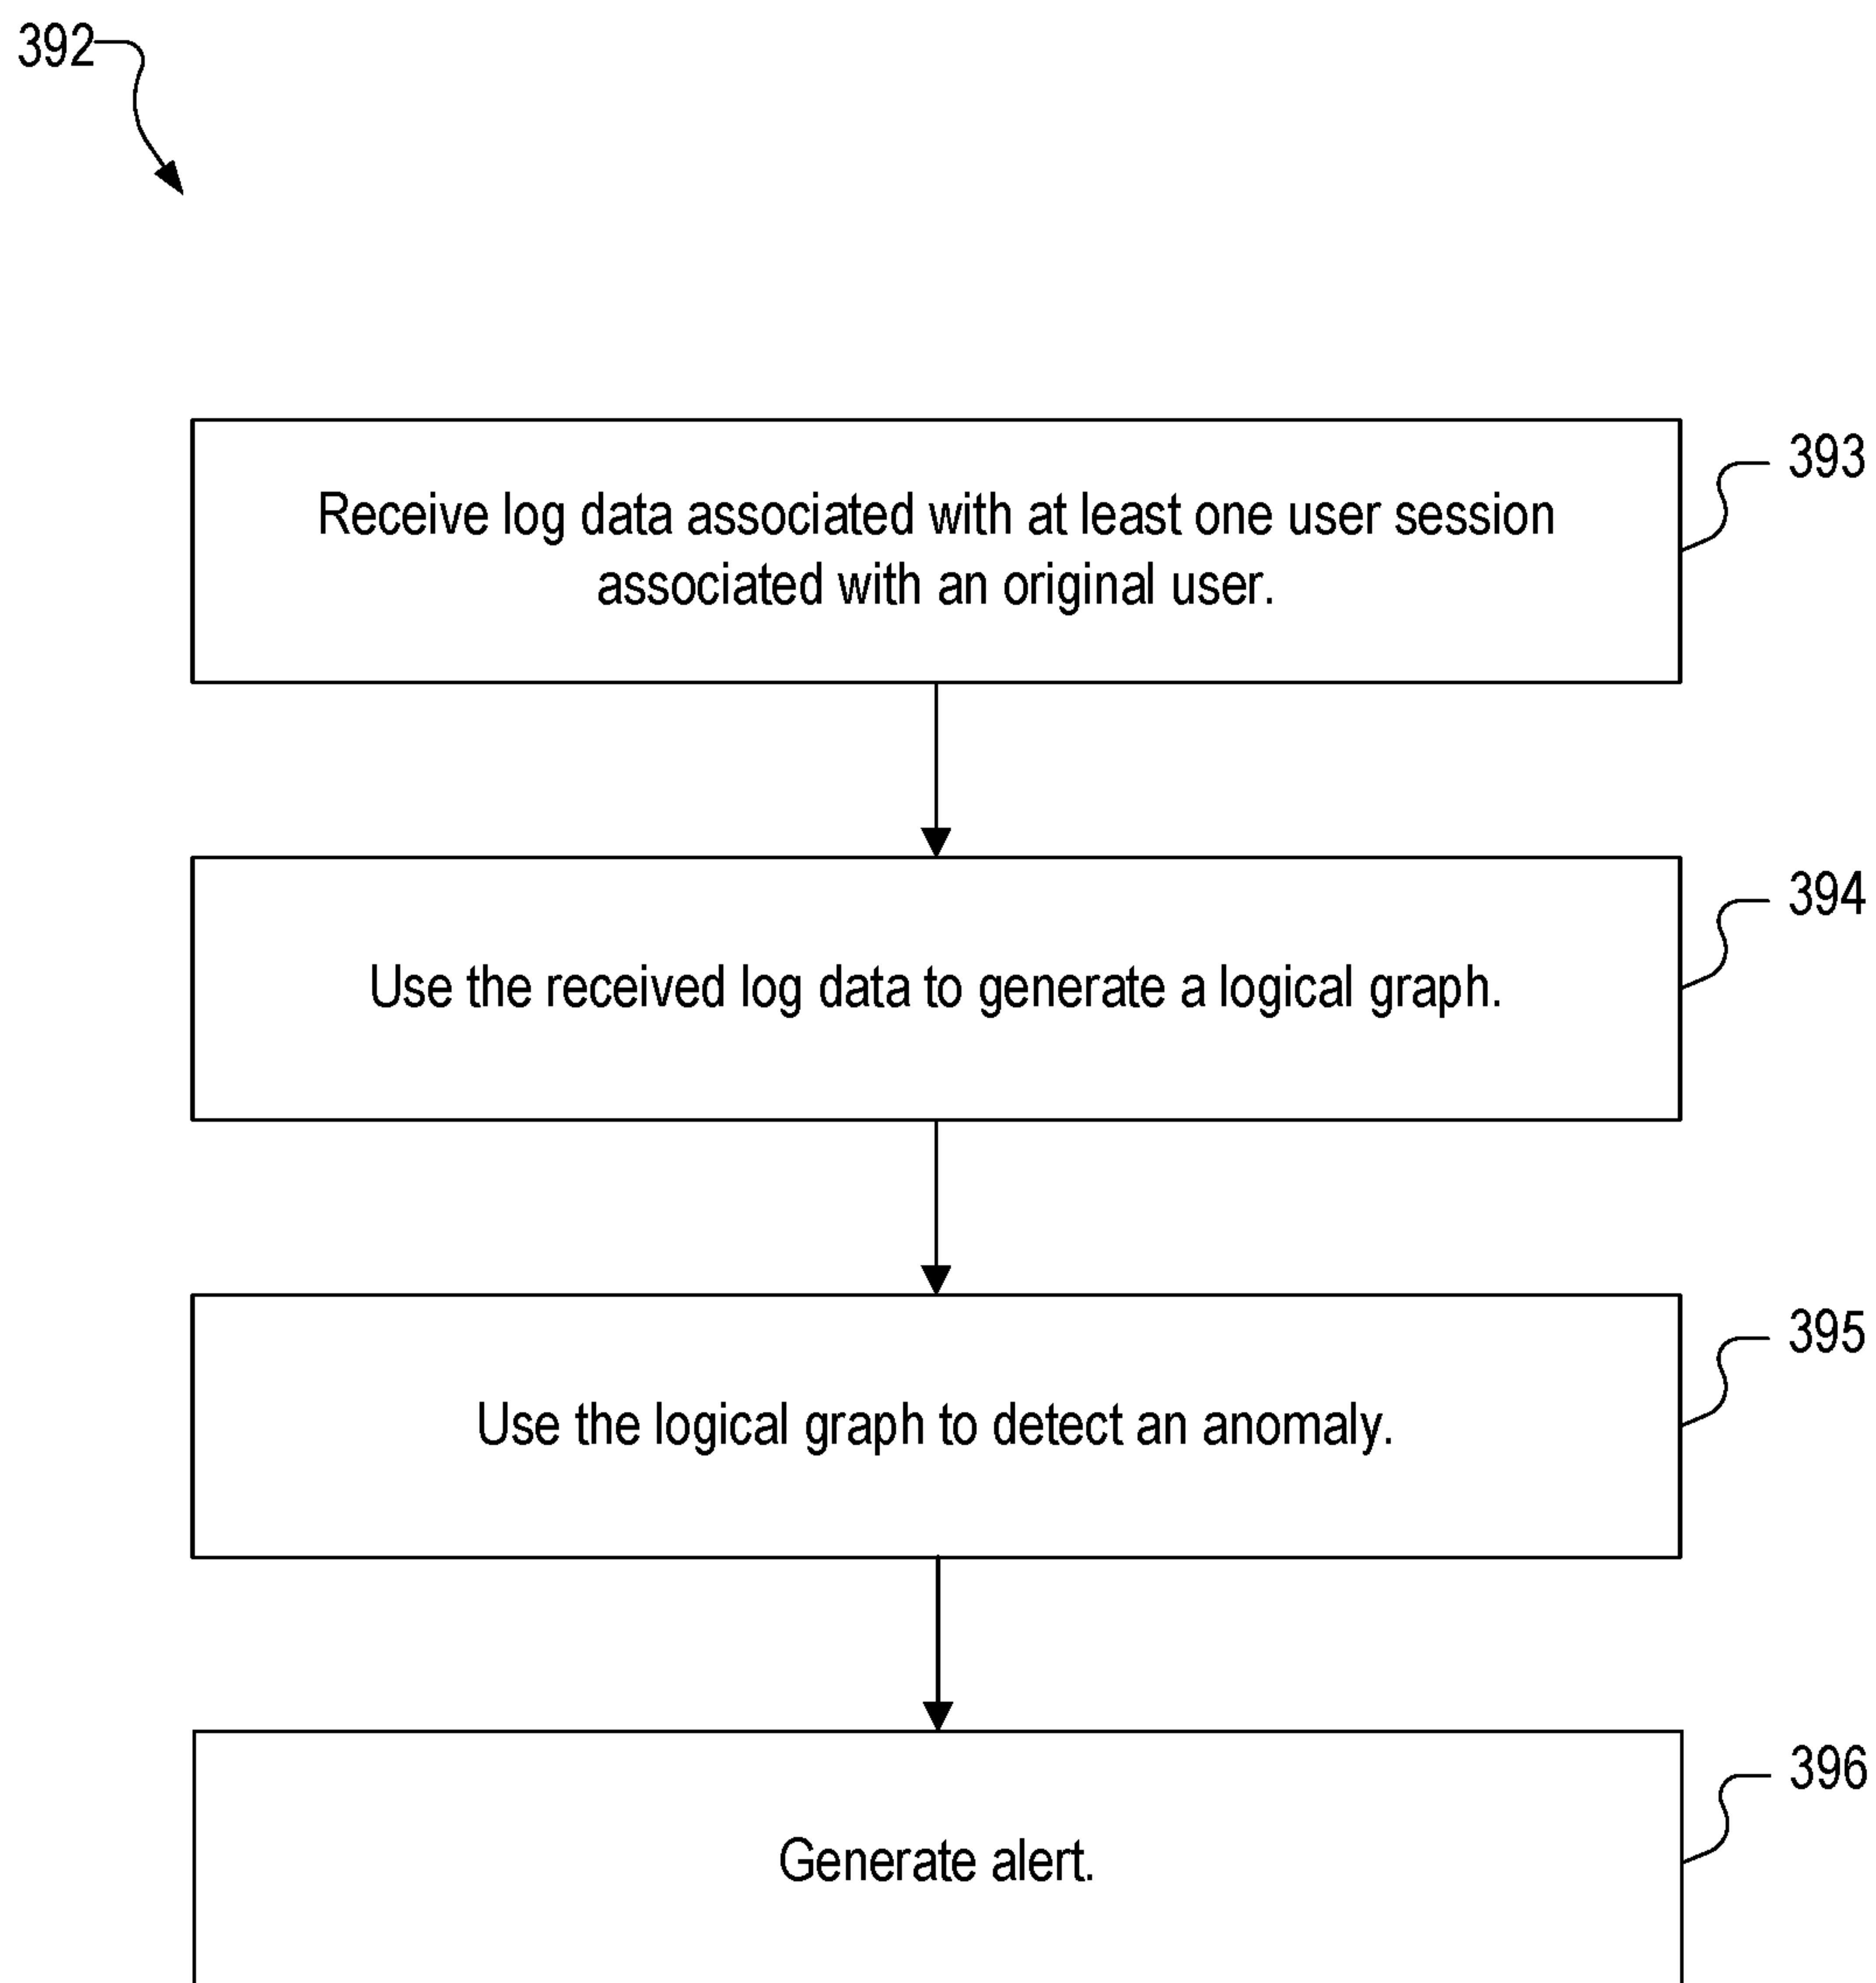 392
393
Receive log data associated with at least one user session
associated with an original user.
394
Use the received log data to generate a logical graph.
395
Use the logical graph to detect an anomaly.
396
Generate alert.